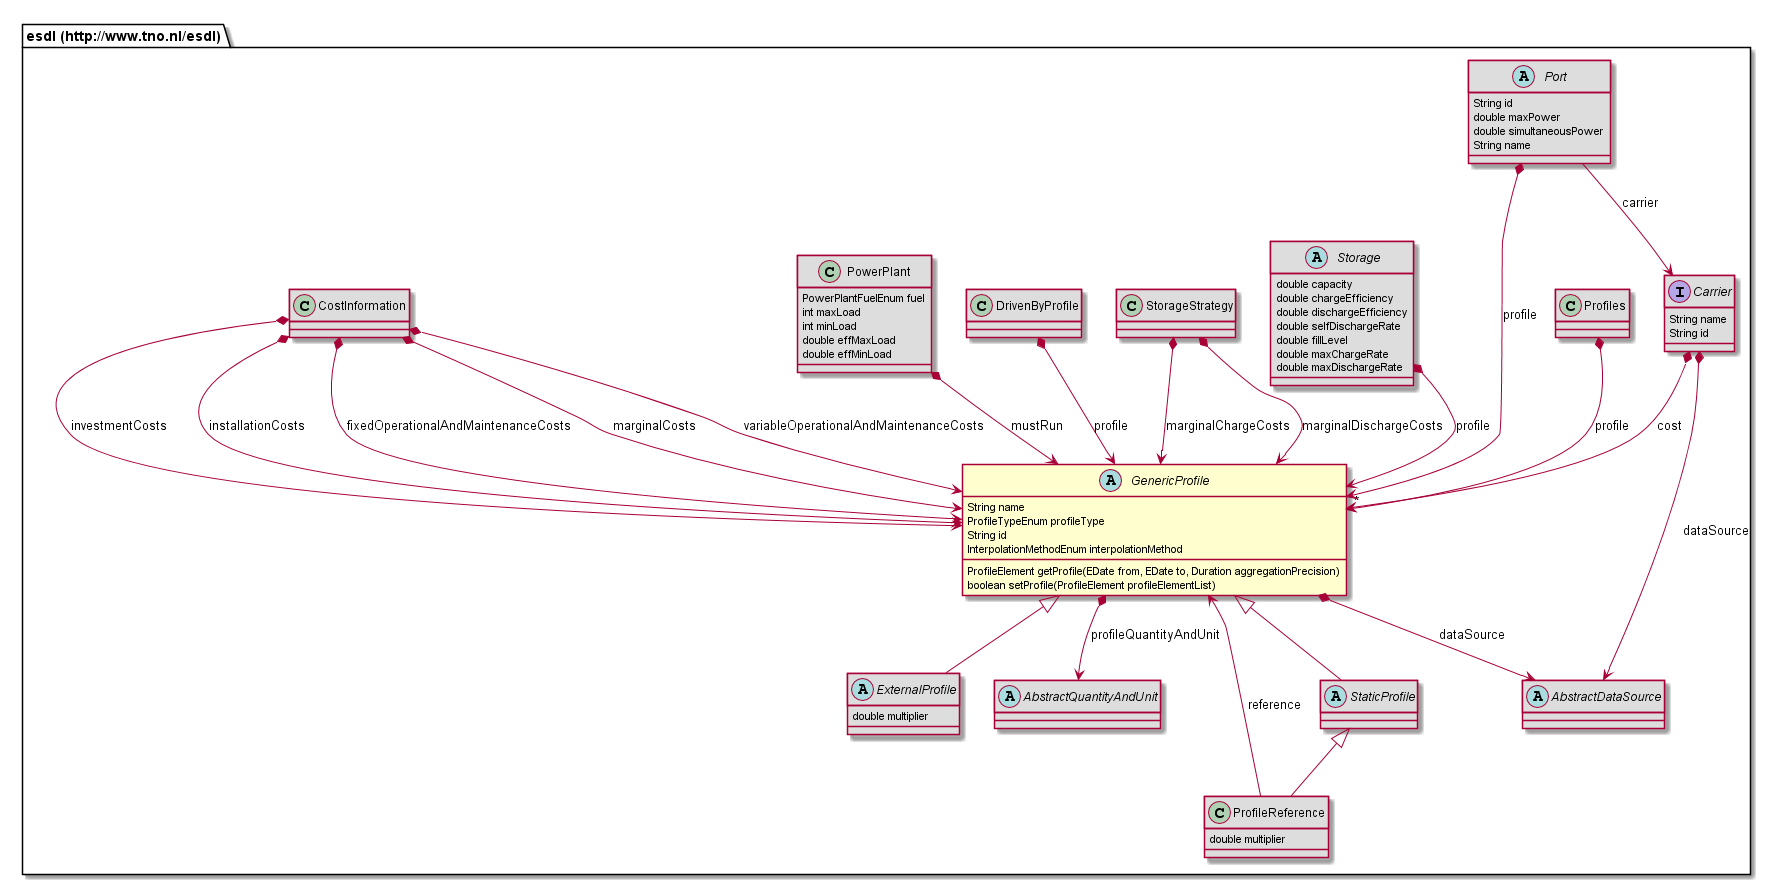 esdl (http://www.tno.nl/esdl)
A Port
String id
double maxPower
double simultaneousPower
String name
carrier
A Storage
double capacity
double chargeEfficiency
double dischargeEfficiency
double selfDischargeRate
double fillLevel
double maxChargeRate
double maxDischargeRate
C PowerPlant
PowerPlantFuelEnum fuel
int maxLoad
int minLoad
double effMaxLoad
double effMinLoad
C CostInformation
C DrivenByProfile
C StorageStrategy
C Profiles
I Carrier
String name
String id
profile
investmentCosts
installationCosts
fixedOperationalAndMaintenanceCosts
marginalCosts
variableOperationalAndMaintenanceCosts
mustRun
profile
marginalChargeCosts
marginalDischargeCosts
profile
profile
cost
A GenericProfile
*
String name
ProfileTypeEnum profileType
String id
InterpolationMethodEnum interpolationMethod
ProfileElement getProfile(EDate from, EDate to, Duration aggregationPrecision)
boolean setProfile(ProfileElement profileElementList)
dataSource
profileQuantityAndUnit
dataSource
A ExternalProfile
double multiplier
A AbstractQuantityAndUnit
reference
A StaticProfile
A AbstractDataSource
C ProfileReference
double multiplier